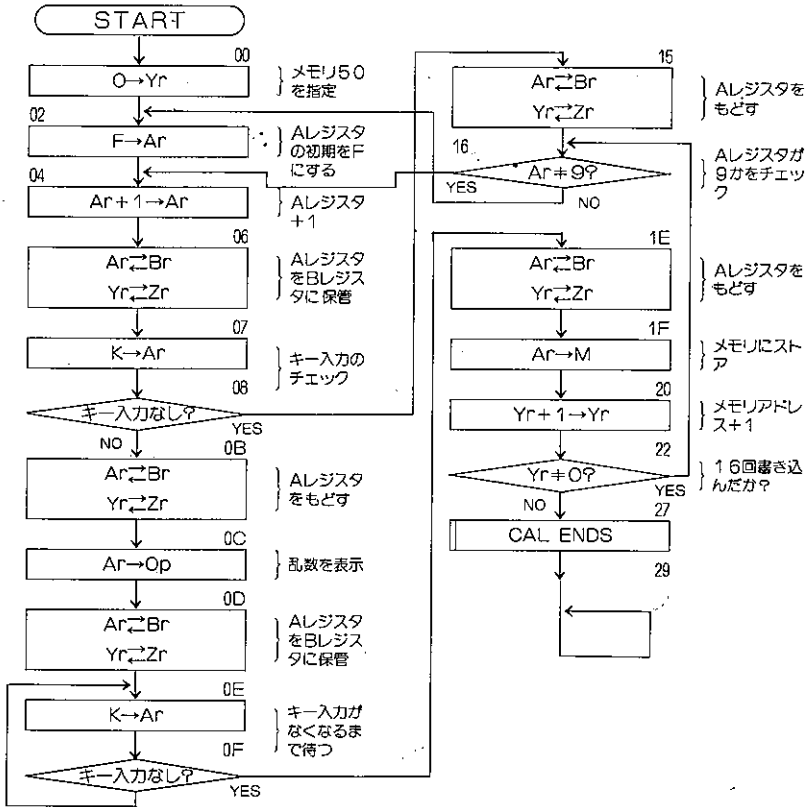 START
00
0→Yr
メモリ50
を指定
02
F→Ar
Aレジスタ
の初期をF
にする
04
Ar+1→Ar
Aレジスタ
+1
06
Ar⇄Br
Yr⇄Zr
Aレジスタ
をBレジス
タに保管
07
K→Ar
キー入力の
チェック
08
キー入力なし?
YES
NO
0B
Ar⇄Br
Yr⇄Zr
Aレジスタ
をもどす
0C
Ar→Op
乱数を表示
0D
Ar⇄Br
Yr⇄Zr
Aレジスタ
をBレジス
タに保管
0E
K→Ar
キー入力が
なくなるま
で待つ
0F
キー入力なし?
YES
15
Ar⇄Br
Yr⇄Zr
Aレジスタを
もどす
16
Ar≠9?
YES
NO
Aレジスタが
9かをチェッ
ク
1E
Ar⇄Br
Yr⇄Zr
Aレジスタを
もどす
1F
Ar→M
メモリにスト
ア
20
Yr+1→Yr
メモリアドレ
ス+1
22
Yr≠0?
YES
NO
16回書き込
んだか?
27
CAL ENDS
29